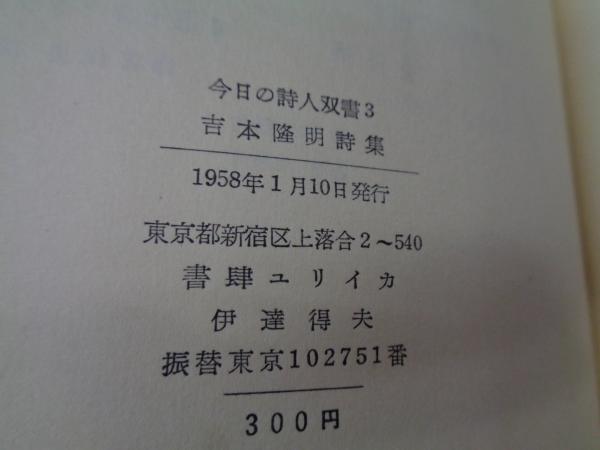 今日の詩人双書3
吉本隆明詩集
1958年1月10日発行
東京都新宿区上落合2~540
書肆ユリイカ
伊達得夫
振替東京102751番
300円